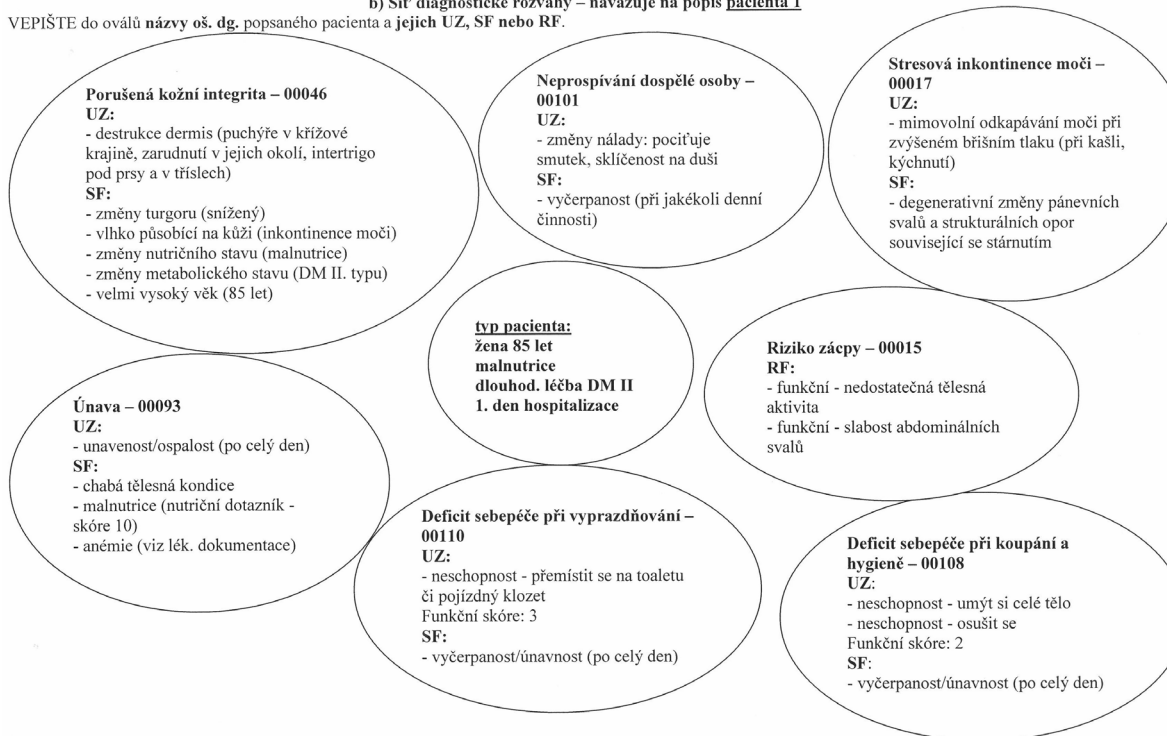 b) Síť diagnostické rozvahy – navazuje na popis pacienta 1
VEPIŠTE do oválů názvy oš. dg. popsaného pacienta a jejich UZ, SF nebo RF.
Porušená kožní integrita – 00046
UZ:
- destrukce dermis (puchýře v křížové
krajině, zarudnutí v jejich okolí, intertrigo
pod prsy a v tříslech)
SF:
- změny turgoru (snížený)
- vlhko působící na kůži (inkontinence moči)
- změny nutričního stavu (malnutrice)
- změny metabolického stavu (DM II. typu)
- velmi vysoký věk (85 let)
Neprospívání dospělé osoby –
00101
UZ:
- změny nálady: pociťuje
smutek, sklíčenost na duši
SF:
- vyčerpanost (při jakékoli denní
činnosti)
Stresová inkontinence moči –
00017
UZ:
- mimovolní odkapávání moči při
zvýšeném břišním tlaku (při kašli,
kýchnutí)
SF:
- degenerativní změny pánevních
svalů a strukturálních opor
související se stárnutím
typ pacienta:
žena 85 let
malnutrice
dlouhod. léčba DM II
1. den hospitalizace
Riziko zácpy – 00015
RF:
- funkční - nedostatečná tělesná
aktivita
- funkční - slabost abdominálních
svalů
Únava – 00093
UZ:
- unavenost/ospalost (po celý den)
SF:
- chabá tělesná kondice
- malnutrice (nutriční dotazník -
skóre 10)
- anémie (viz lék. dokumentace)
Deficit sebepéče při vyprazdňování –
00110
UZ:
- neschopnost - přemístit se na toaletu
či pojízdný klozet
Funkční skóre: 3
SF:
- vyčerpanost/únavnost (po celý den)
Deficit sebepéče při koupání a
hygieně – 00108
UZ:
- neschopnost - umýt si celé tělo
- neschopnost - osušit se
Funkční skóre: 2
SF:
- vyčerpanost/únavnost (po celý den)